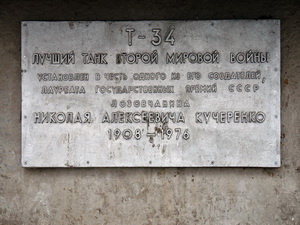 Т-34
ЛУЧШИЙ ТАНК ВТОРОЙ МИРОВОЙ ВОЙНЫ
УСТАНОВЛЕН В ЧЕСТЬ ОДНОГО ИЗ ЕГО СОЗДАТЕЛЕЙ,
ЛАУРЕАТА ГОСУДАРСТВЕННЫХ ПРЕМИЙ СССР
ЛОЗОВЧАНИНА
НИКОЛАЯ АЛЕКСЕЕВИЧА КУЧЕРЕНКО
1908 – 1976